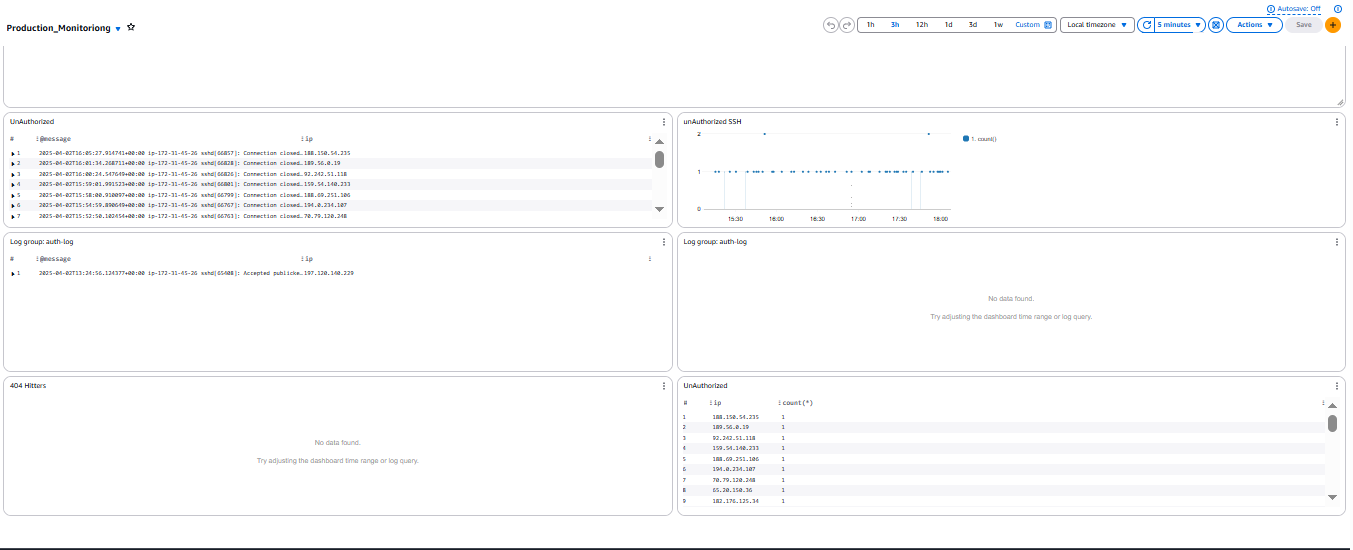 Autosave: Off
Production_Monitoriong
1h 3h 12h 1d 3d 1w Custom Local timezone 5 minutes Actions Save
UnAuthorized
# @message ip
1 2025-04-02T16:05:27.914741+00:00 ip-172-31-45-26 sshd[66857]: Connection closed… 188.150.54.235
2 2025-04-02T16:01:34.268711+00:00 ip-172-31-45-26 sshd[66828]: Connection closed… 189.56.0.19
3 2025-04-02T16:00:24.547649+00:00 ip-172-31-45-26 sshd[66826]: Connection closed… 92.242.51.118
4 2025-04-02T15:59:01.991523+00:00 ip-172-31-45-26 sshd[66801]: Connection closed… 159.54.140.233
5 2025-04-02T15:58:00.910097+00:00 ip-172-31-45-26 sshd[66799]: Connection closed… 188.69.251.106
6 2025-04-02T15:54:59.890649+00:00 ip-172-31-45-26 sshd[66767]: Connection closed… 194.0.234.107
7 2025-04-02T15:52:50.102454+00:00 ip-172-31-45-26 sshd[66763]: Connection closed… 70.79.120.248
unAuthorized SSH
2
1
0
15:30 16:00 16:30 17:00 17:30 18:00
1. count()
Log group: auth-log
# @message ip
1 2025-04-02T13:24:56.124377+00:00 ip-172-31-45-26 sshd[65408]: Accepted publicke… 197.120.140.229
Log group: auth-log
No data found.
Try adjusting the dashboard time range or log query.
404 Hitters
No data found.
Try adjusting the dashboard time range or log query.
UnAuthorized
# ip count(*)
1 188.150.54.235 1
2 189.56.0.19 1
3 92.242.51.118 1
4 159.54.140.233 1
5 188.69.251.106 1
6 194.0.234.107 1
7 70.79.120.248 1
8 65.20.150.36 1
9 182.176.125.34 1